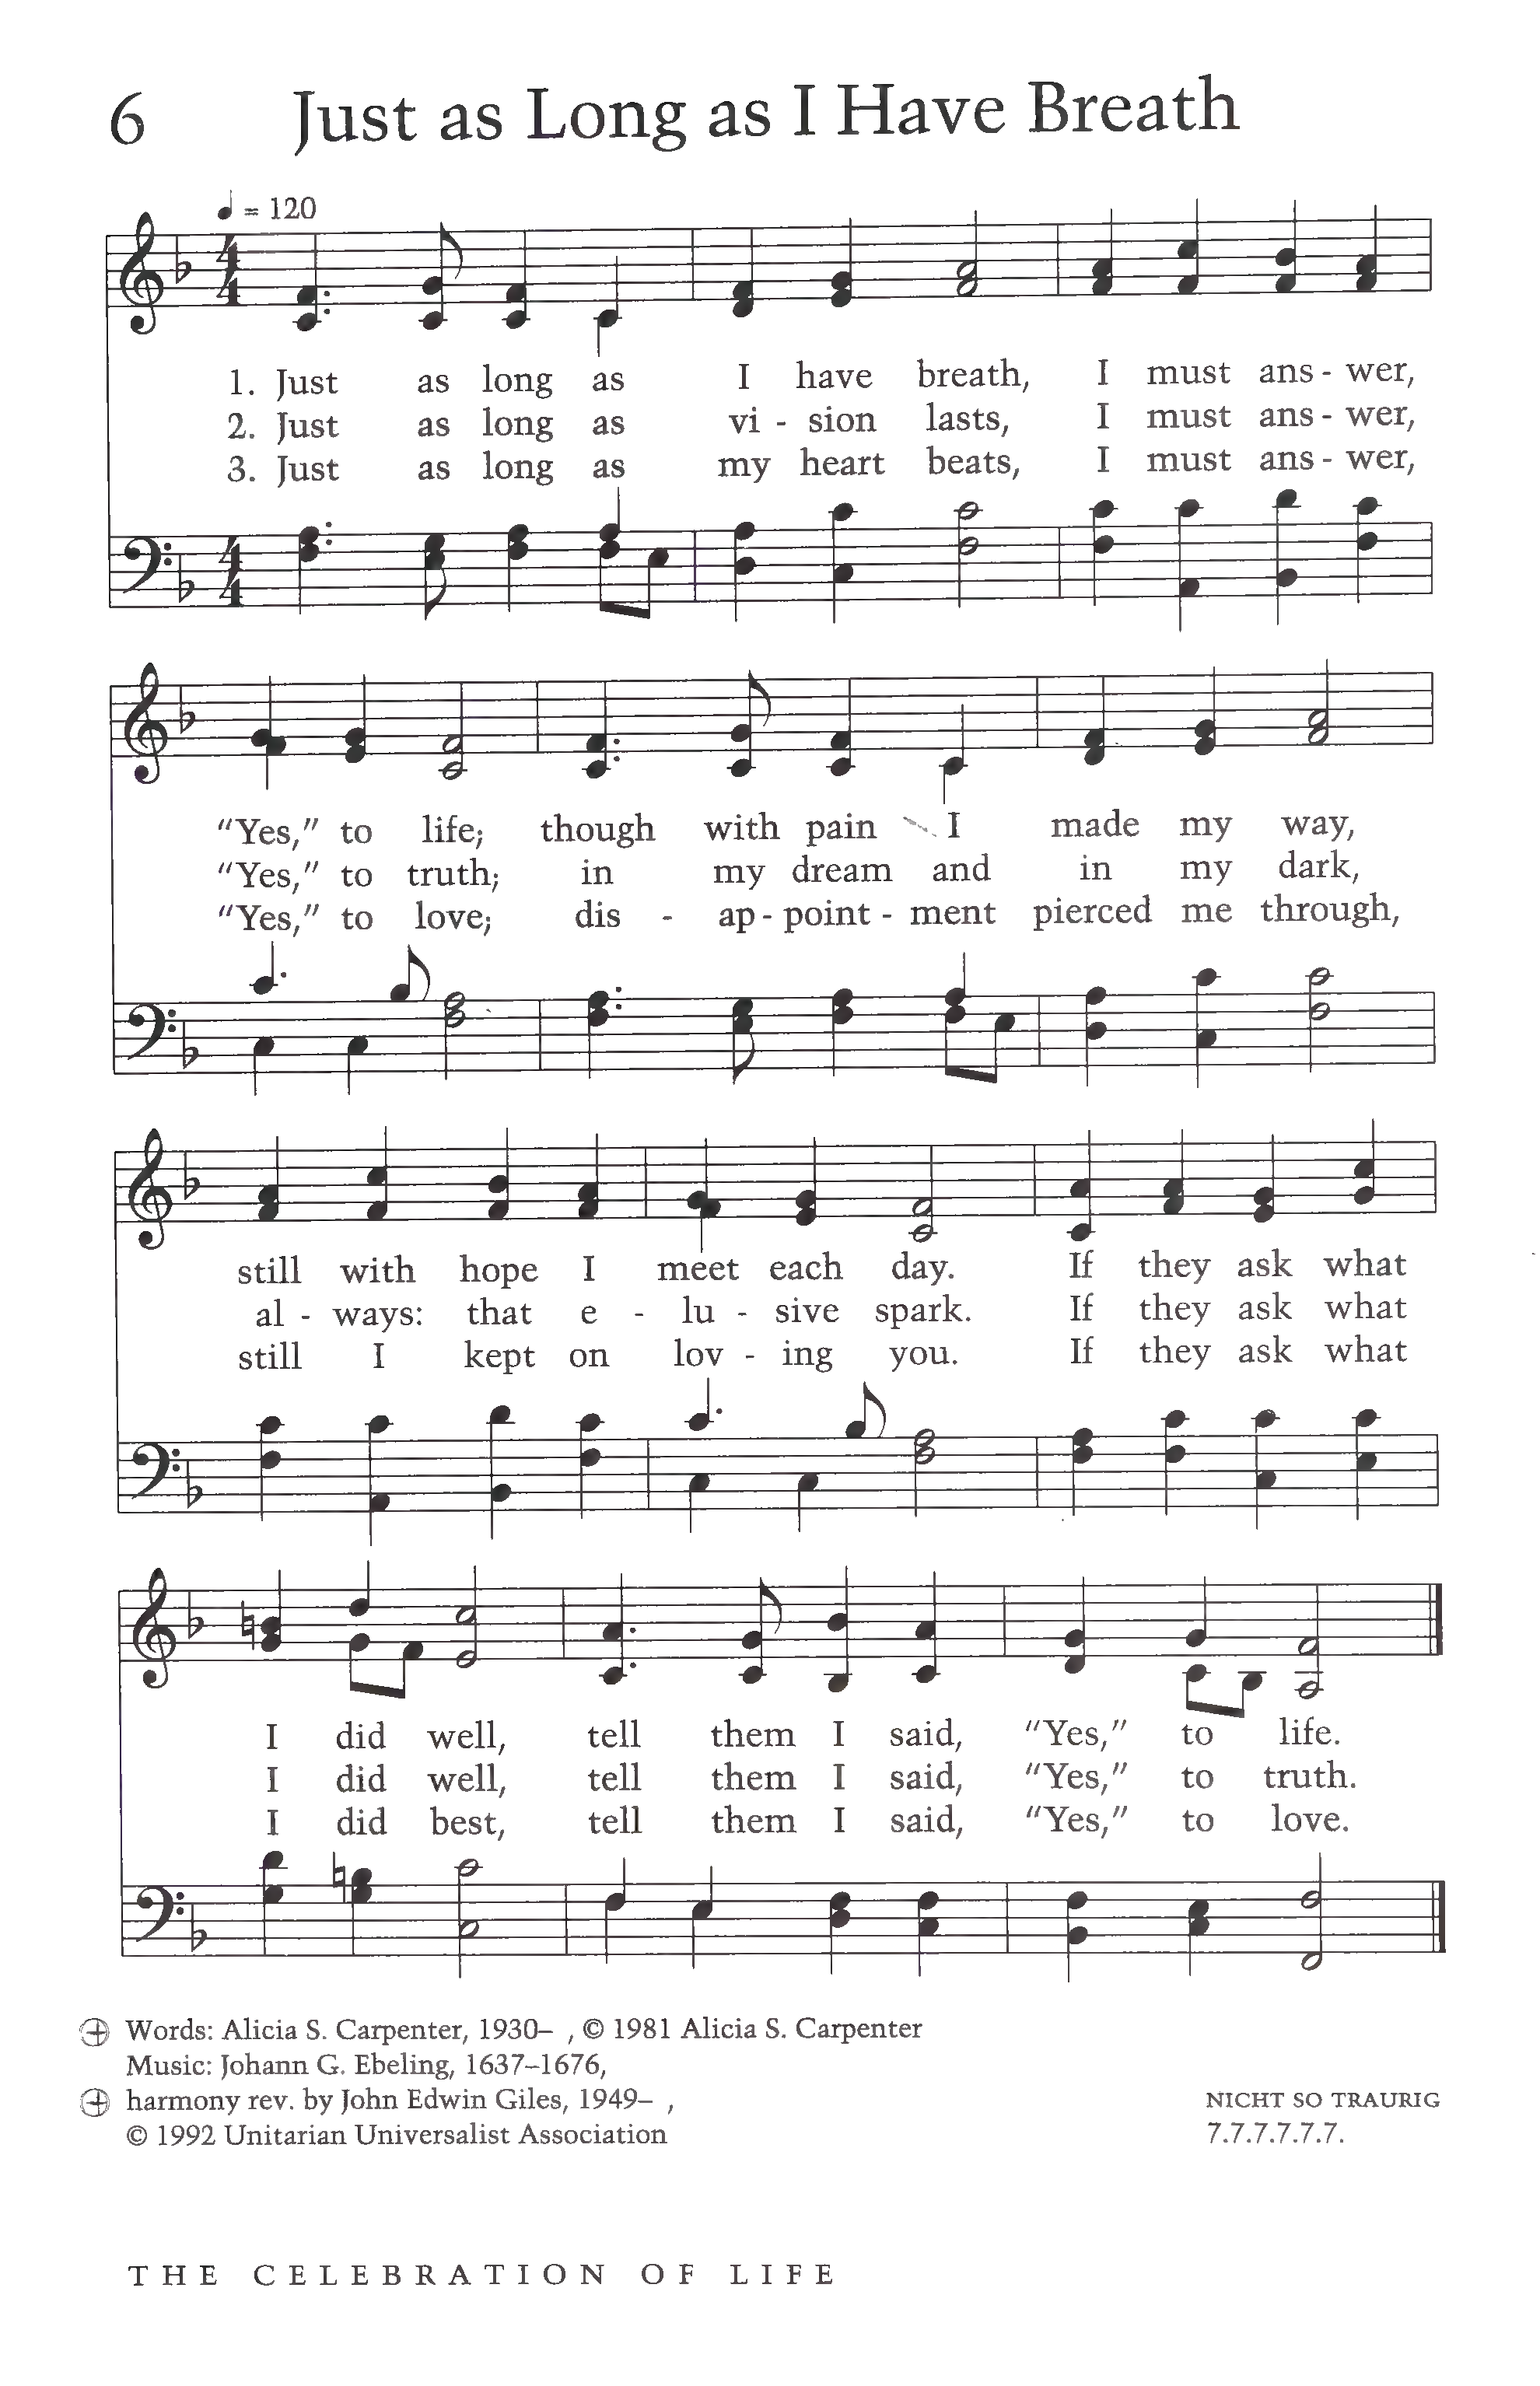 6 Just as Long as I Have Breath
♩ = 120
4 4
1. Just as long as I have breath, I must ans - wer,
2. Just as long as vi - sion lasts, I must ans - wer,
3. Just as long as my heart beats, I must ans - wer,
4 4
“Yes,” to life; though with pain I made my way,
“Yes,” to truth; in my dream and in my dark,
“Yes,” to love; dis - ap - point - ment pierced me through,
still with hope I meet each day. If they ask what
al - ways: that e - lu - sive spark. If they ask what
still I kept on lov - ing you. If they ask what
I did well, tell them I said, “Yes,” to life.
I did well, tell them I said, “Yes,” to truth.
I did best, tell them I said, “Yes,” to love.
Words: Alicia S. Carpenter, 1930– , © 1981 Alicia S. Carpenter
Music: Johann G. Ebeling, 1637–1676,
harmony rev. by John Edwin Giles, 1949– ,
© 1992 Unitarian Universalist Association
NICHT SO TRAURIG
7.7.7.7.7.7.
THE CELEBRATION OF LIFE